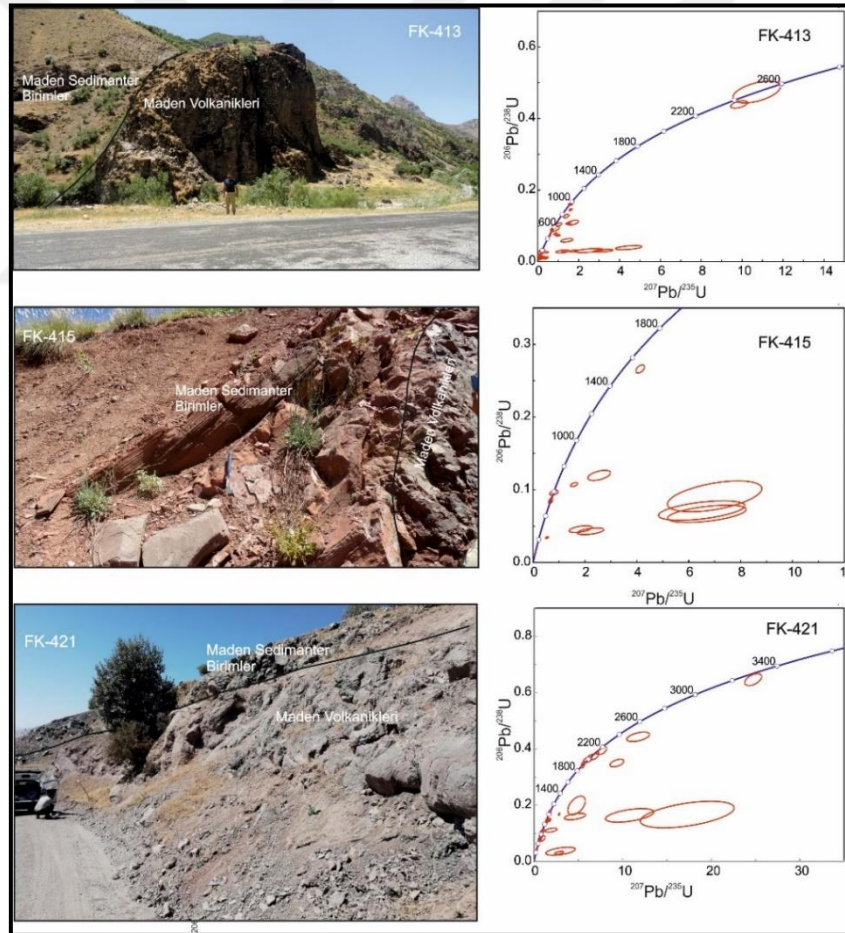 FK-413
Maden Sedimanter
Birimler
Maden Volkanikleri
FK-413
0.6
0.4
0.2
0.0
0
2
4
6
8
10
12
14
600
1000
1400
1800
2200
2600
²⁰⁶Pb/²³⁸U
²⁰⁷Pb/²³⁵U
FK-415
Maden Sedimanter
Birimler
Maden Volkanikleri
FK-415
0.3
0.2
0.1
0.0
0
2
4
6
8
10
12
1000
1400
1800
²⁰⁶Pb/²³⁸U
²⁰⁷Pb/²³⁵U
FK-421
Maden Sedimanter
Birimler
Maden Volkanikleri
FK-421
0.8
0.6
0.4
0.2
0.0
0
10
20
30
1400
1800
2200
2600
3000
3400
²⁰⁶Pb/²³⁸U
²⁰⁷Pb/²³⁵U